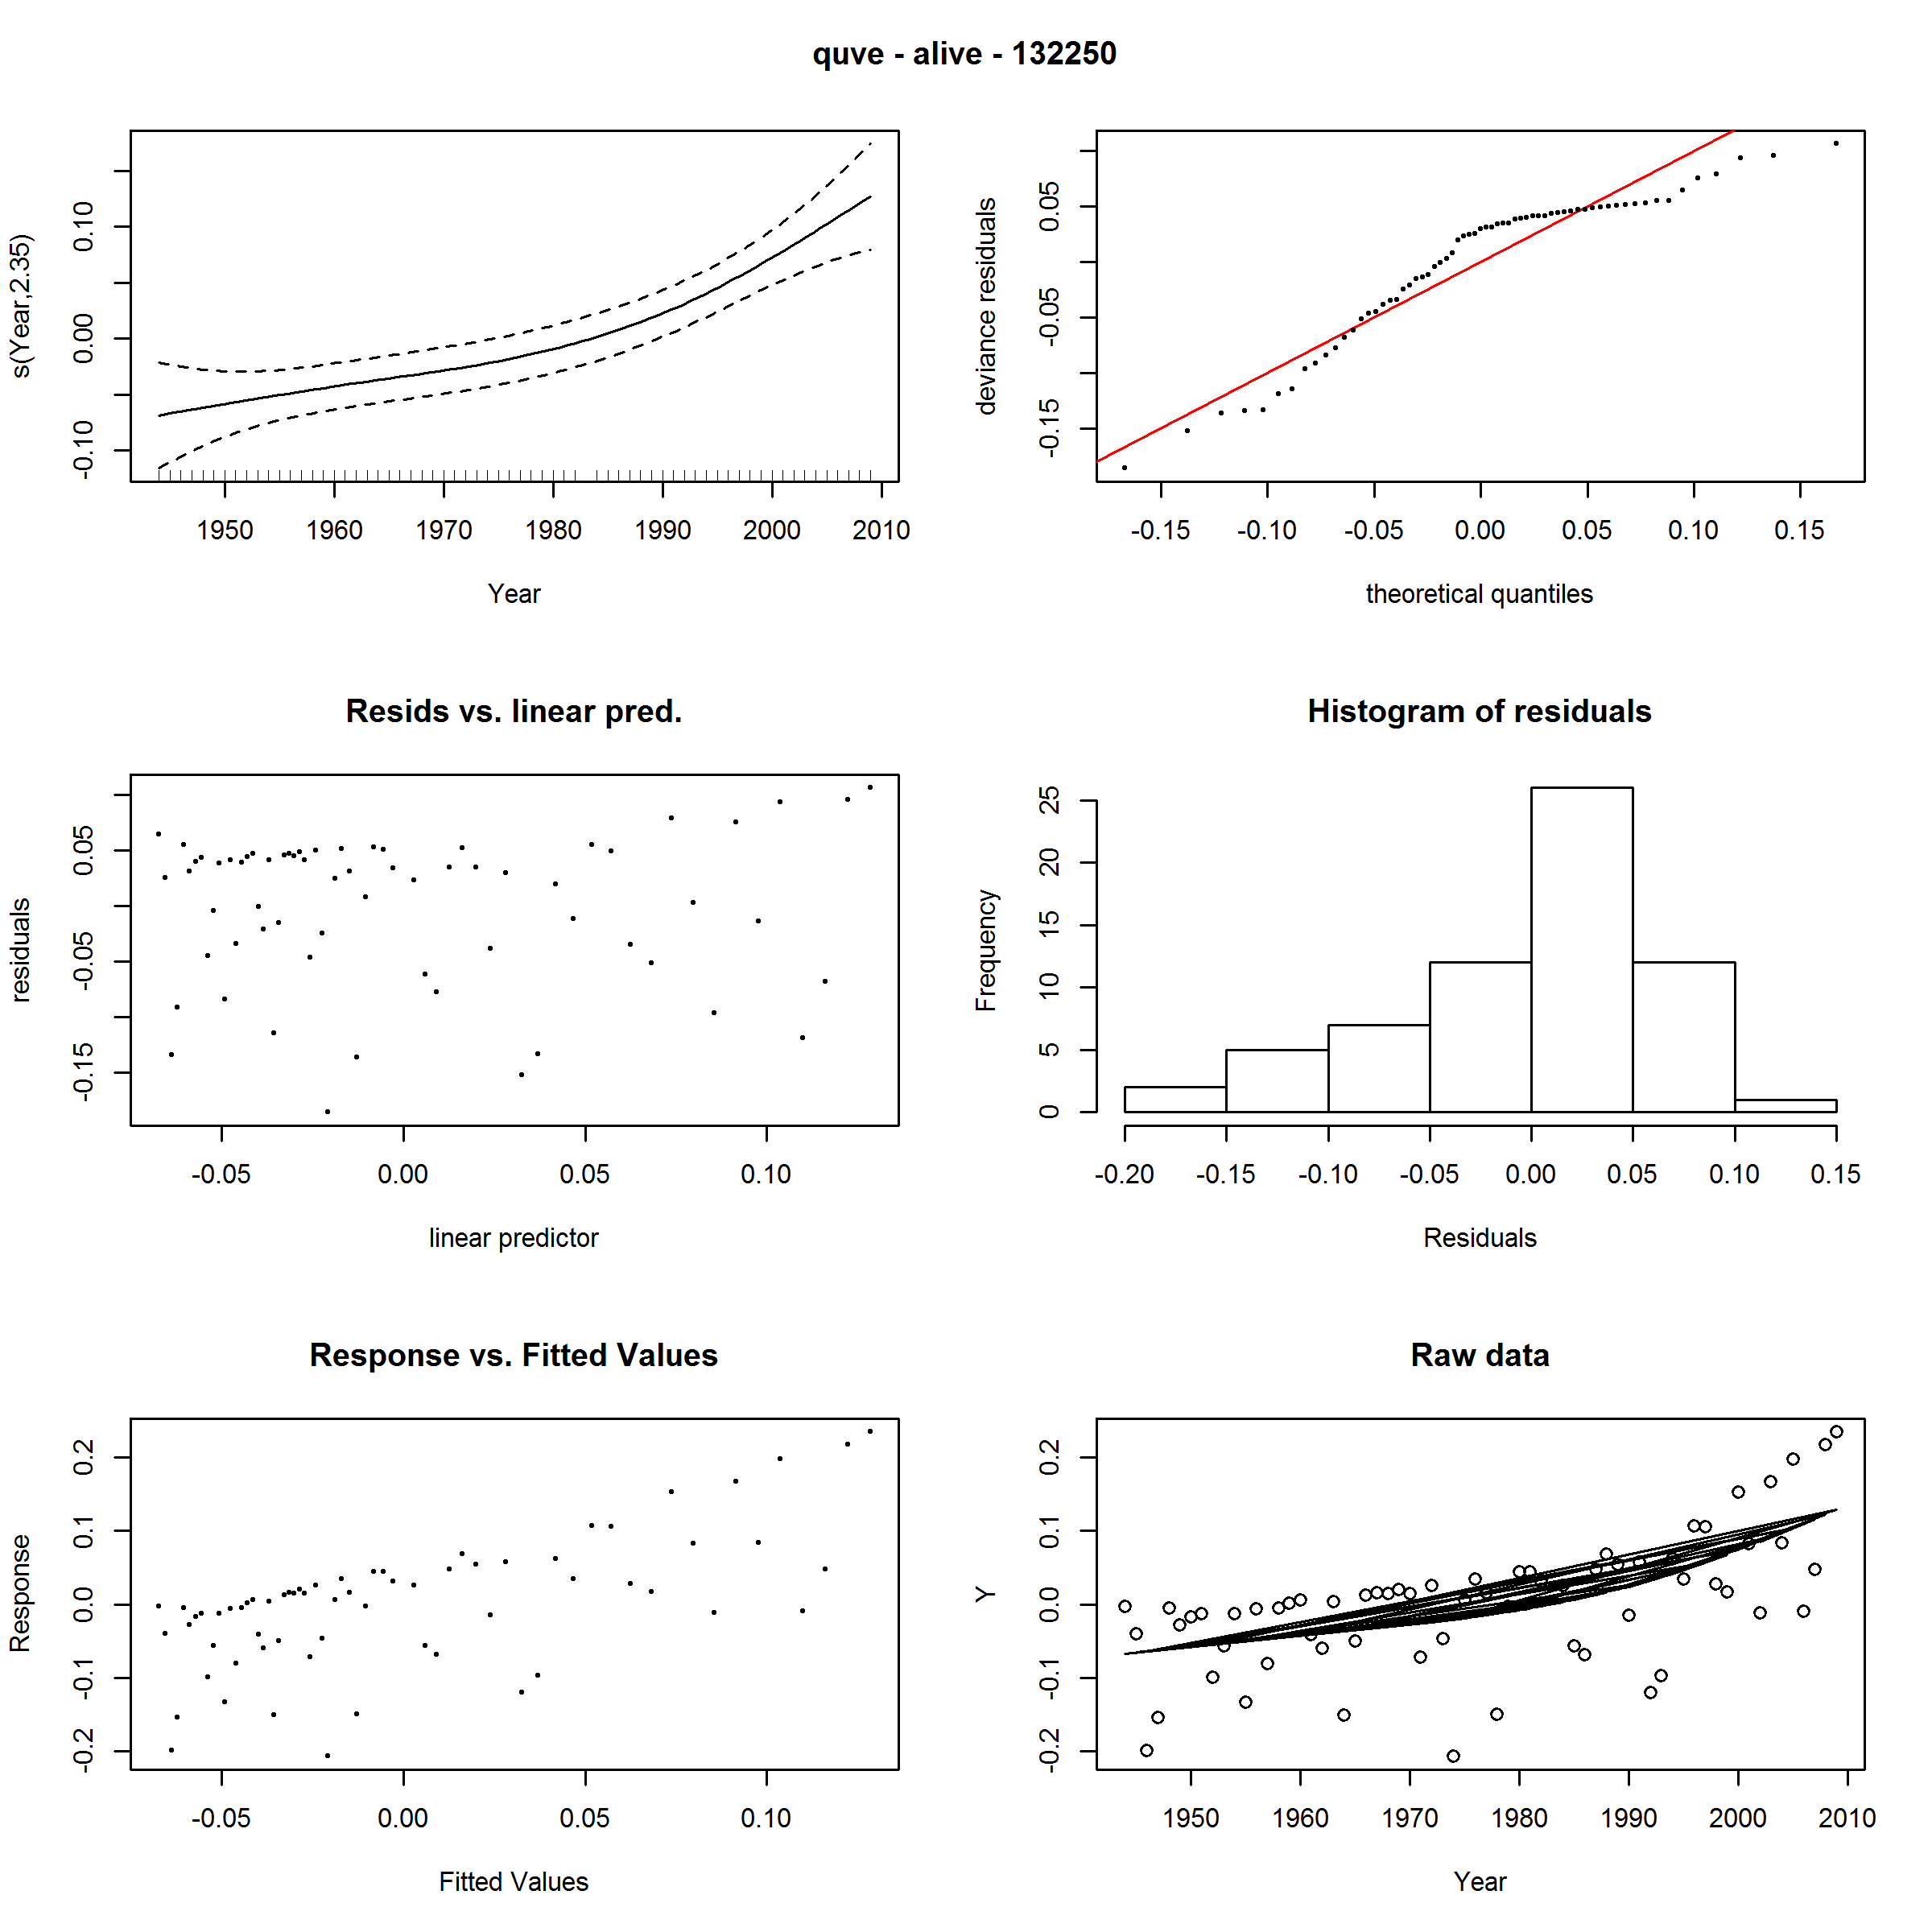 quve - alive - 132250
s(Year,2.35)
-0.10 0.00 0.10
1950 1960 1970 1980 1990 2000 2010
Year
deviance residuals
-0.15 -0.05 0.05
-0.15 -0.10 -0.05 0.00 0.05 0.10 0.15
theoretical quantiles
Resids vs. linear pred.
residuals
-0.15 -0.05 0.05
-0.05 0.00 0.05 0.10
linear predictor
Histogram of residuals
Frequency
0 5 10 15 20 25
-0.20 -0.15 -0.10 -0.05 0.00 0.05 0.10 0.15
Residuals
Response vs. Fitted Values
Response
-0.2 -0.1 0.0 0.1 0.2
-0.05 0.00 0.05 0.10
Fitted Values
Raw data
Y
-0.2 -0.1 0.0 0.1 0.2
1950 1960 1970 1980 1990 2000 2010
Year